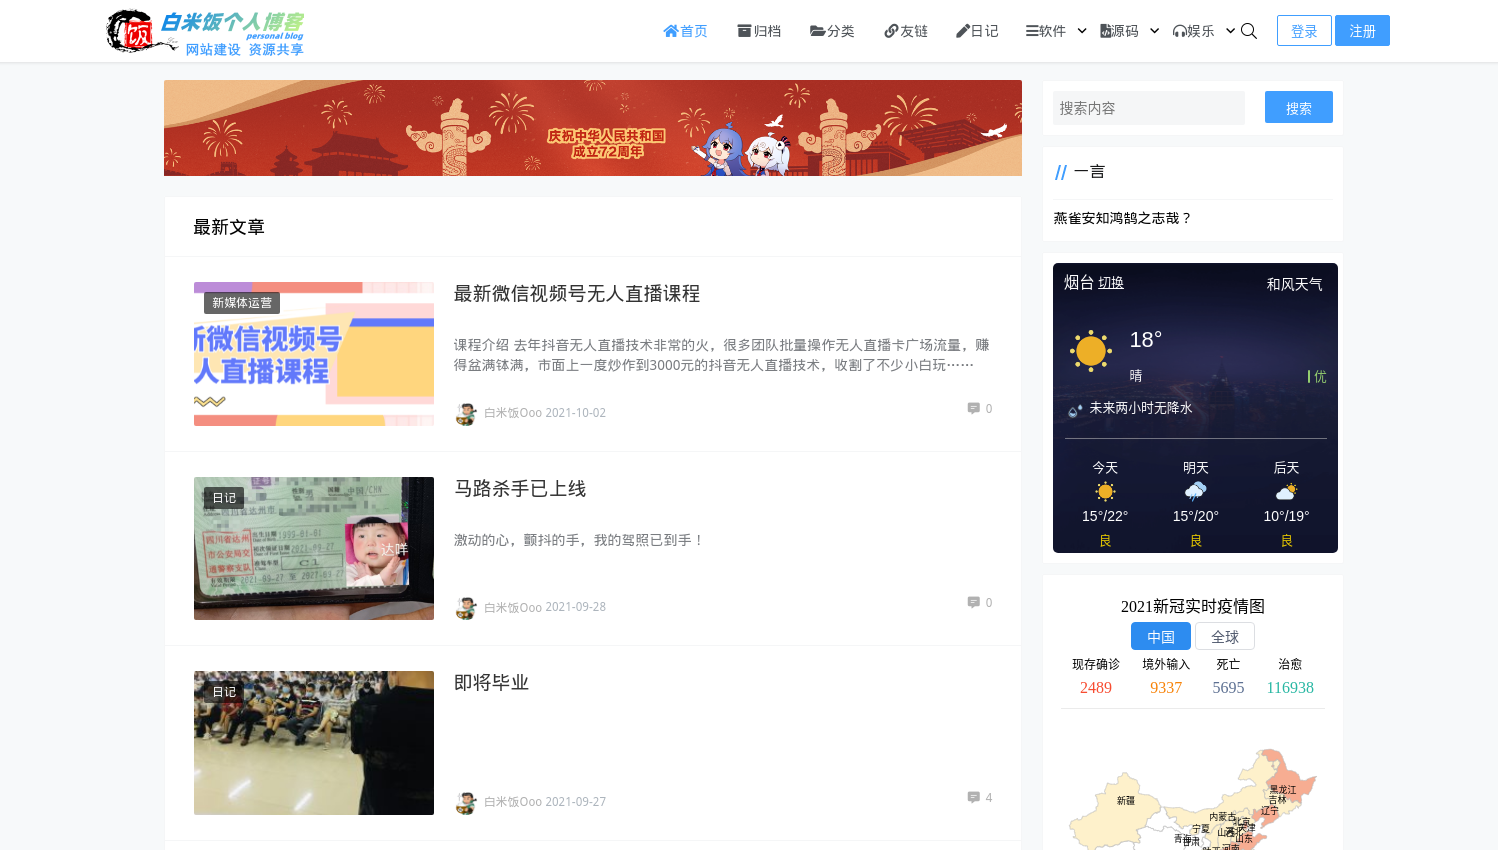 白米饭个人博客
personal blog
网站建设 资源共享
饭
首页 归档 分类 友链 日记 软件 源码 娱乐 登录 注册
庆祝中华人民共和国
成立72周年
搜索内容 搜索
// 一言
燕雀安知鸿鹄之志哉？
最新文章
新媒体运营
新微信视频号
人直播课程
最新微信视频号无人直播课程
课程介绍 去年抖音无人直播技术非常的火，很多团队批量操作无人直播卡广场流量，赚
得盆满钵满，市面上一度炒作到3000元的抖音无人直播技术，收割了不少小白玩……
白米饭Ooo 2021-10-02 0
日记
达咩
马路杀手已上线
激动的心，颤抖的手，我的驾照已到手！
白米饭Ooo 2021-09-28 0
日记
即将毕业
白米饭Ooo 2021-09-27 4
烟台 切换 和风天气
18°
晴 优
未来两小时无降水
今天 明天 后天
15°/22° 15°/20° 10°/19°
良 良 良
2021新冠实时疫情图
中国 全球
现存确诊 境外输入 死亡 治愈
2489 9337 5695 116938
黑龙江
新疆 吉林
辽宁
内蒙古 北京
宁夏 天津
山东
甘肃